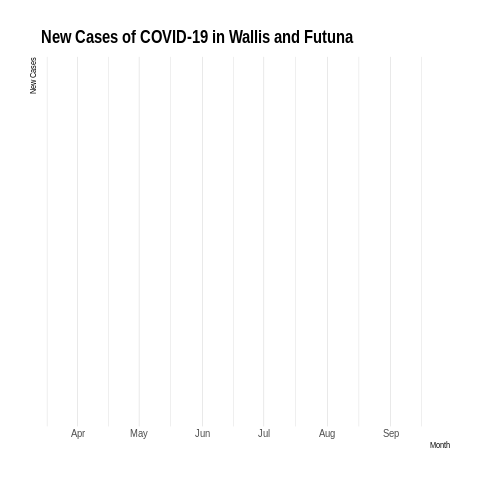 New Cases of COVID-19 in Wallis and Futuna
New Cases
Apr May Jun Jul Aug Sep
Month